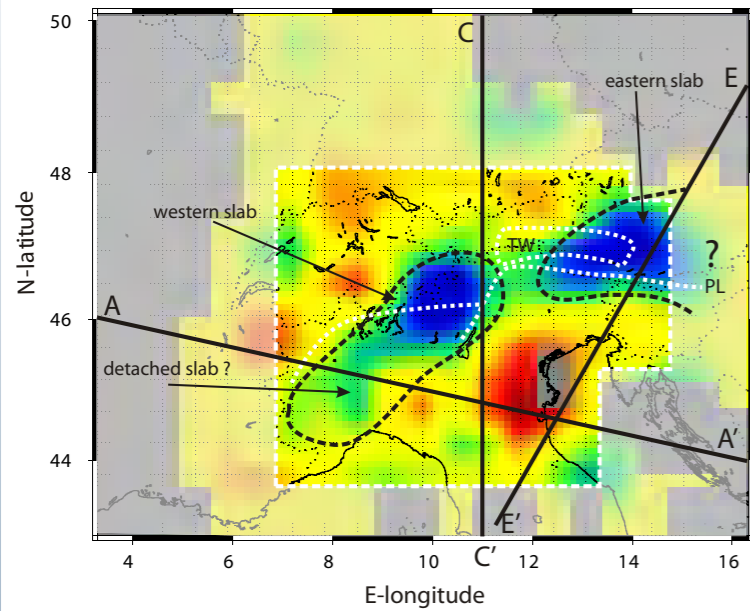 50
C
E
eastern slab
48
western slab
TW
?
PL
N-latitude
A
46
detached slab ?
44
A'
E'
C'
4 6 8 10 12 14 16
E-longitude